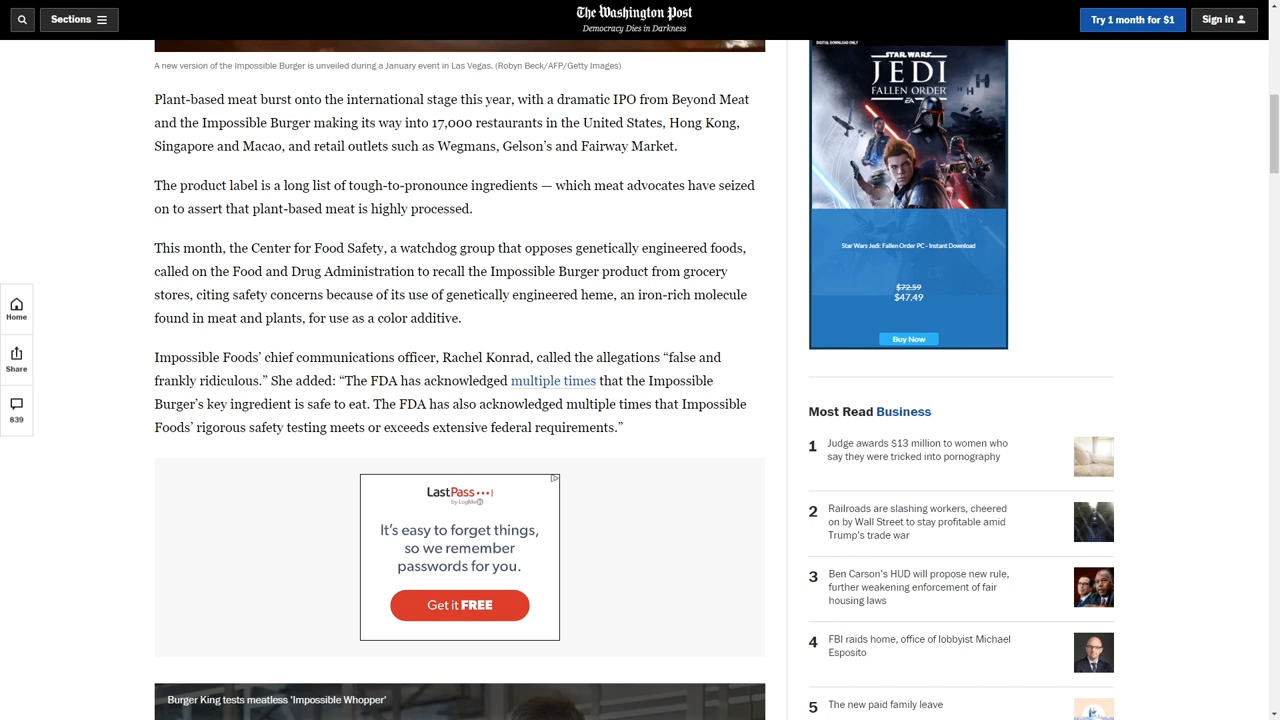 Sections
The Washington Post
Democracy Dies in Darkness
Try 1 month for $1
Sign in
A new version of the Impossible Burger is unveiled during a January event in Las Vegas. (Robyn Beck/AFP/Getty Images)
Plant-based meat burst onto the international stage this year, with a dramatic IPO from Beyond Meat
and the Impossible Burger making its way into 17,000 restaurants in the United States, Hong Kong,
Singapore and Macao, and retail outlets such as Wegmans, Gelson’s and Fairway Market.
The product label is a long list of tough-to-pronounce ingredients — which meat advocates have seized
on to assert that plant-based meat is highly processed.
This month, the Center for Food Safety, a watchdog group that opposes genetically engineered foods,
called on the Food and Drug Administration to recall the Impossible Burger product from grocery
stores, citing safety concerns because of its use of genetically engineered heme, an iron-rich molecule
found in meat and plants, for use as a color additive.
Impossible Foods’ chief communications officer, Rachel Konrad, called the allegations “false and
frankly ridiculous.” She added: “The FDA has acknowledged multiple times that the Impossible
Burger’s key ingredient is safe to eat. The FDA has also acknowledged multiple times that Impossible
Foods’ rigorous safety testing meets or exceeds extensive federal requirements.”
Home
Share
839
LastPass
by LogMeIn
It’s easy to forget things,
so we remember
passwords for you.
Get it FREE
Burger King tests meatless 'Impossible Whopper'
DIGITAL DOWNLOAD ONLY
STAR WARS
JEDI
FALLEN ORDER
EA
Star Wars Jedi: Fallen Order PC - Instant Download
$72.59
$47.49
Buy Now
Most Read Business
1 Judge awards $13 million to women who
say they were tricked into pornography
2 Railroads are slashing workers, cheered
on by Wall Street to stay profitable amid
Trump’s trade war
3 Ben Carson’s HUD will propose new rule,
further weakening enforcement of fair
housing laws
4 FBI raids home, office of lobbyist Michael
Esposito
5 The new paid family leave